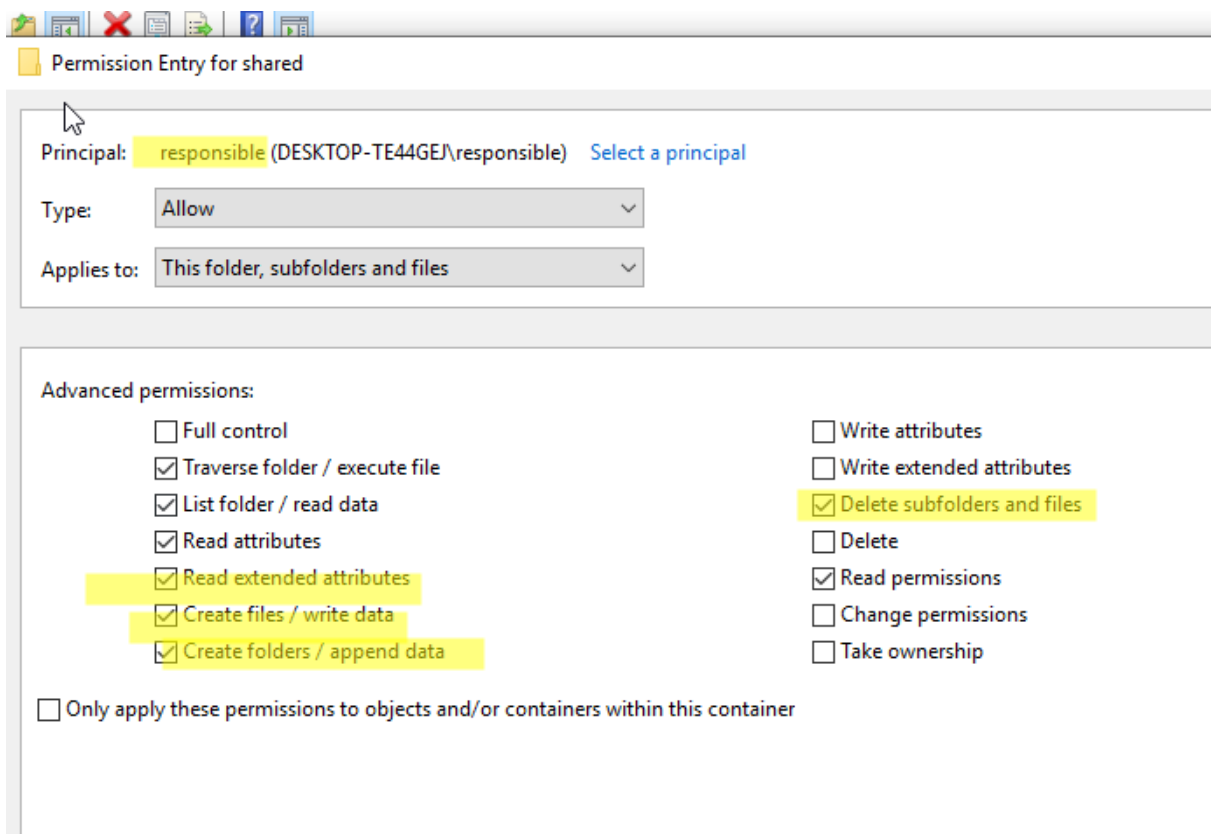 Permission Entry for shared
Principal: responsible (DESKTOP-TE44GEJ\responsible) Select a principal
Type: Allow
Applies to: This folder, subfolders and files
Advanced permissions:
Full control
Traverse folder / execute file
List folder / read data
Read attributes
Read extended attributes
Create files / write data
Create folders / append data
Write attributes
Write extended attributes
Delete subfolders and files
Delete
Read permissions
Change permissions
Take ownership
Only apply these permissions to objects and/or containers within this container